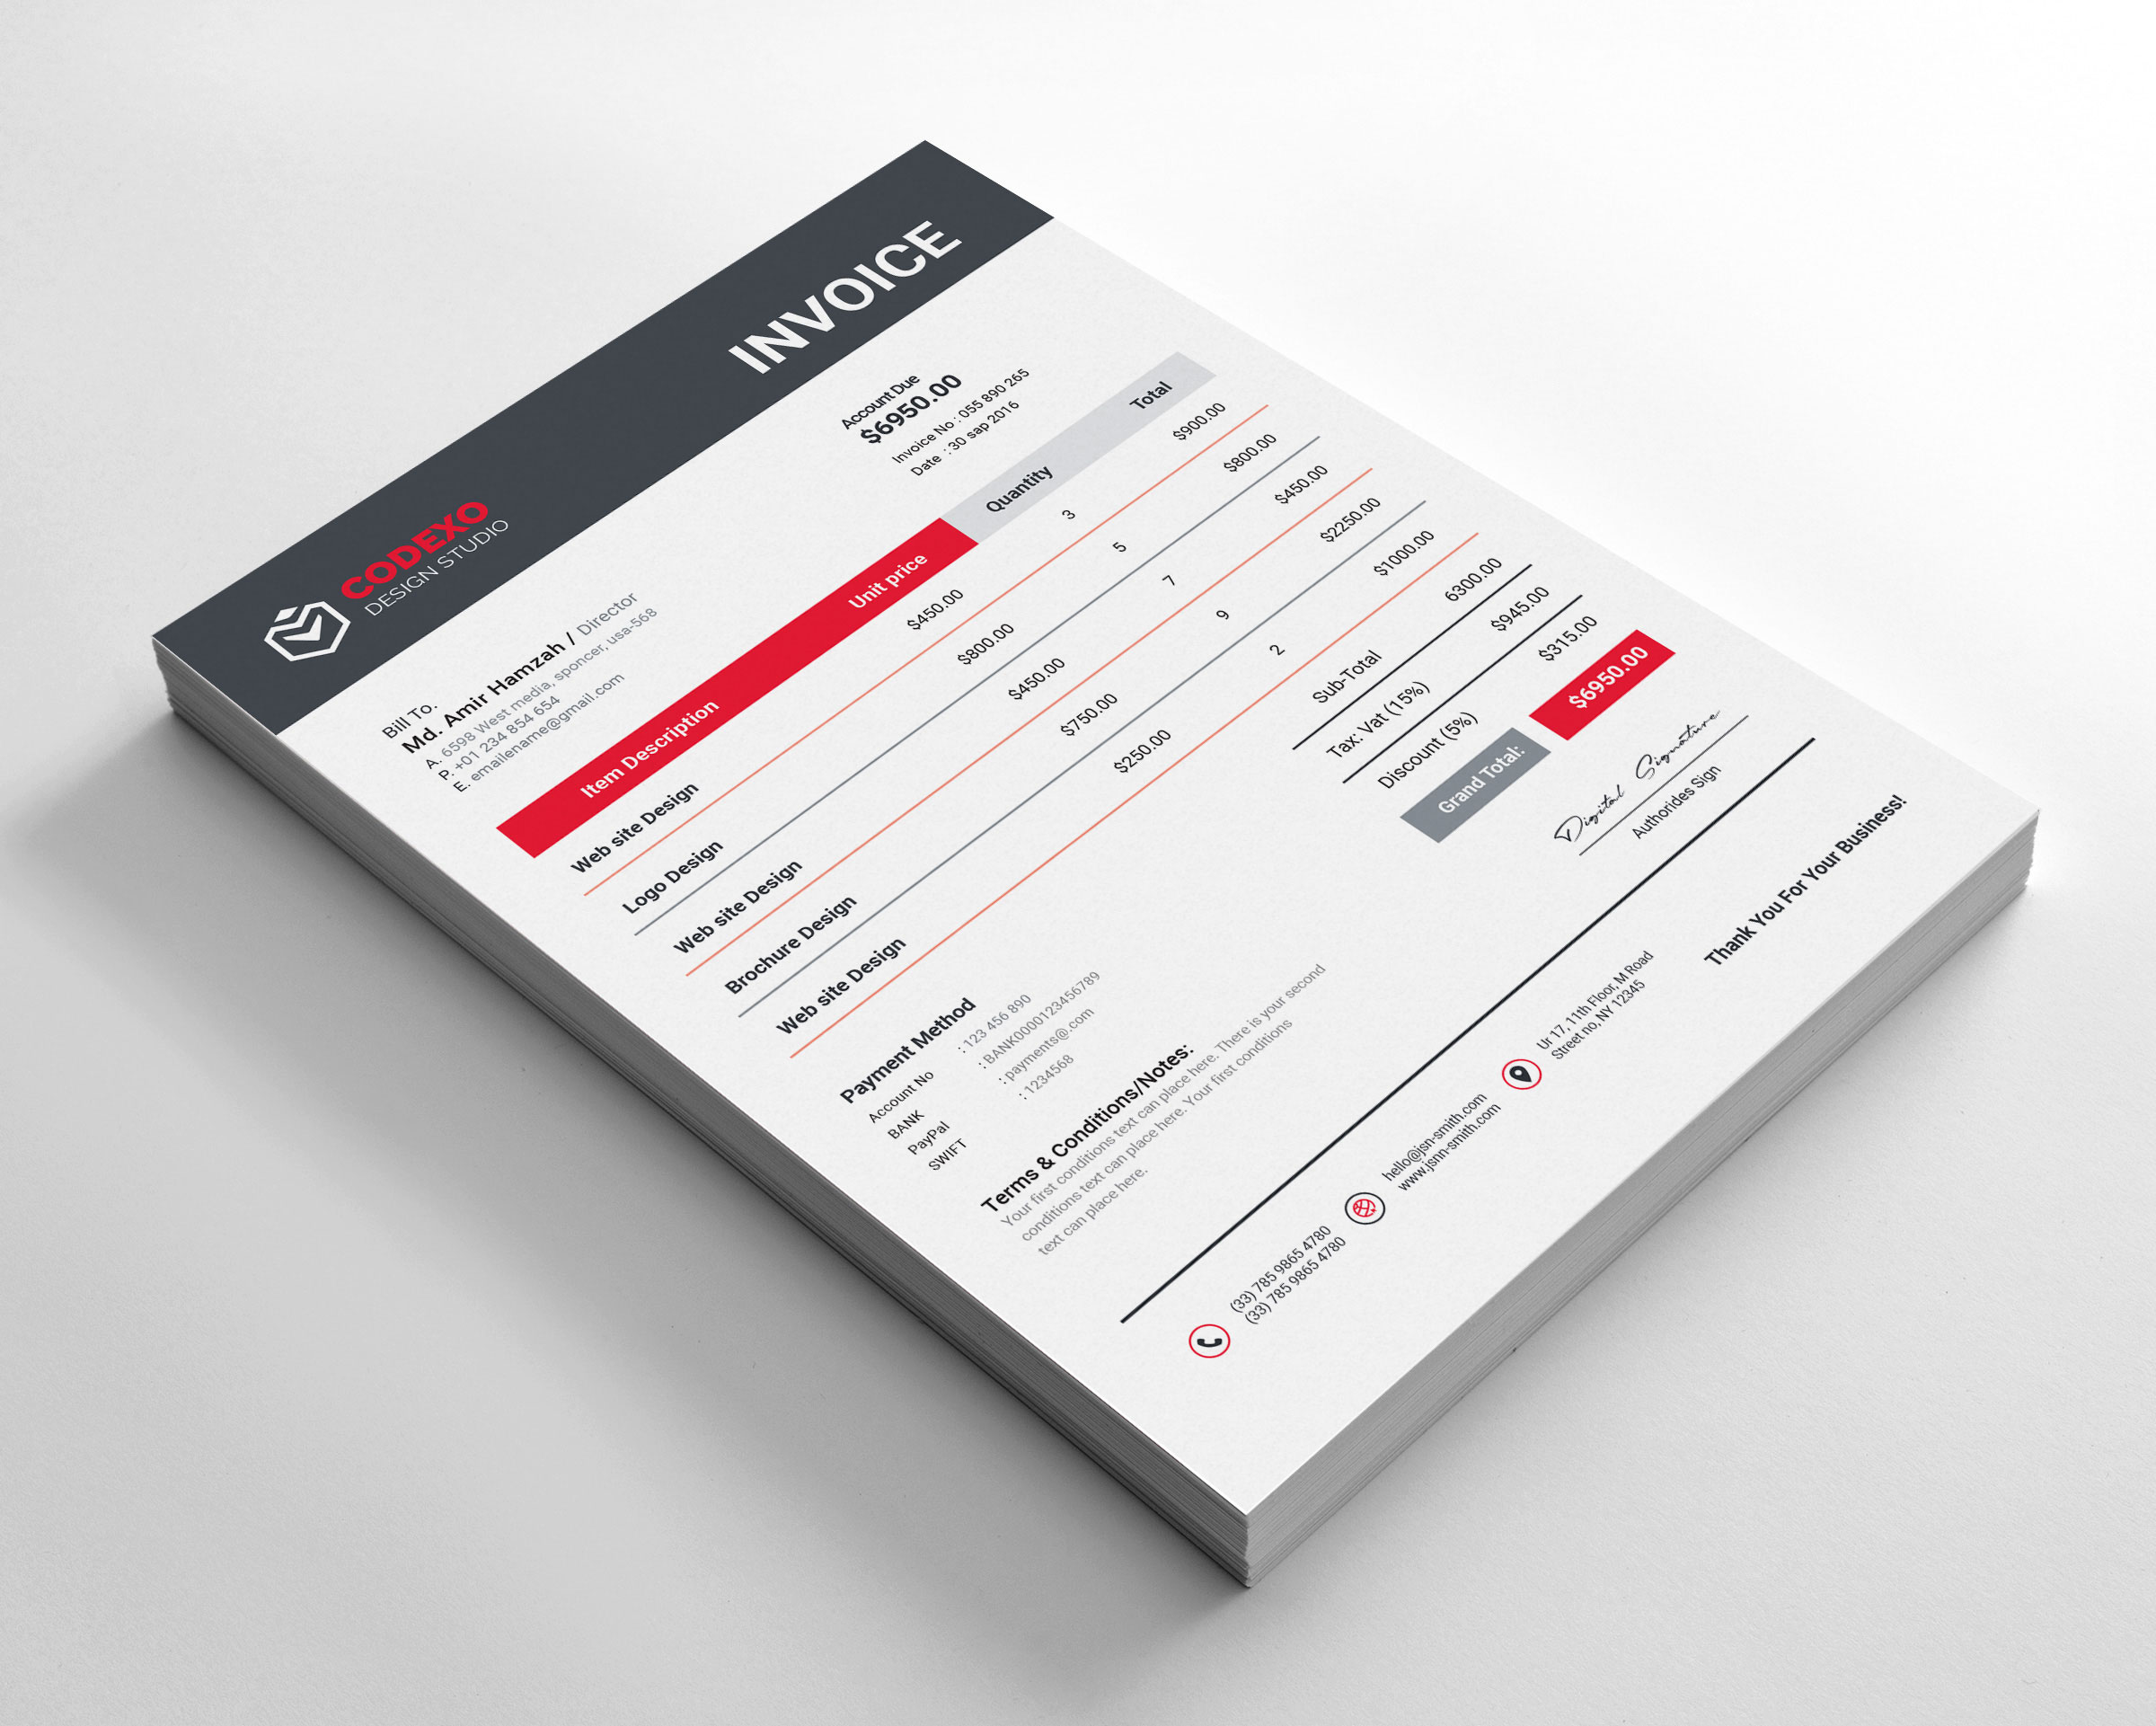 CODEXO
DESIGN STUDIO
INVOICE
Bill To.
Md. Amir Hamzah / Director
A. 6598 West media, sponcer, usa-568
P. +01 234 8854 654
E. emailename@gmail.com
Account Due
$6950.00
Invoice No : 055 890 265
Date : 30 sap 2016
Item Description Unit price Quantity Total
Web site Design $450.00 3 $900.00
Logo Design $800.00 5 $800.00
Web site Design $450.00 7 $450.00
Brochure Design $750.00 9 $2250.00
Web site Design $250.00 2 $1000.00
Sub-Total 6300.00
Tax: Vat (15%) $945.00
Discount (5%) $315.00
Grand Total: $6950.00
Payment Method
Account No : 123 456 890
BANK : BANK0000123456789
PayPal : payments@.com
SWIFT : 1234568
Digital Signature
Authorides Sign
Terms & Conditions/Notes:
Your first conditions text can place here. There is your second
conditions text can place here. Your first conditions
text can place here.
(33) 785 9865 4780
(33) 785 9865 4780
hello@jsn-smith.com
www.jsnn-smith.com
Ur 17, 11th Floor, M Road
Street no, NY 12345
Thank You For Your Business!